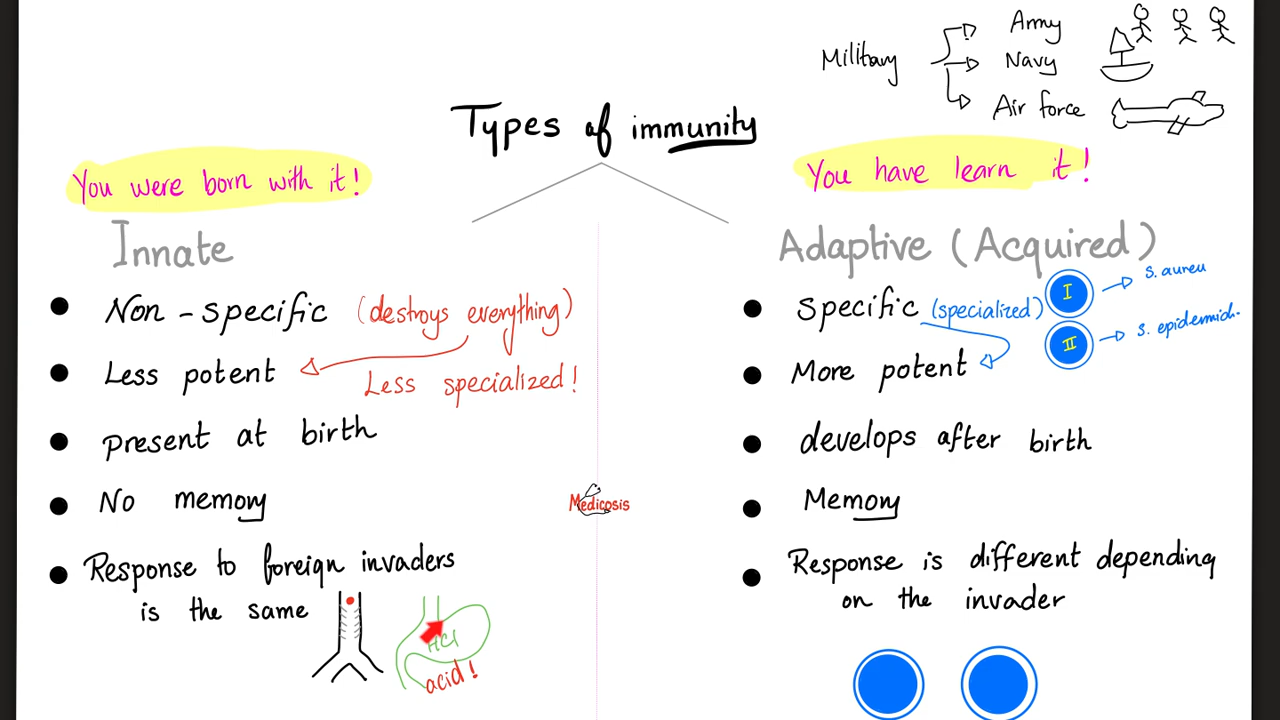 Military
Army
Navy
Air force
Types of immunity
You were born with it!
You have learn it!
Innate
Adaptive (Acquired)
Non-specific (destroys everything)
Less potent
Less specialized!
present at birth
No memory
Response to foreign invaders
is the same
HCl
acid!
Medicosis
specific (specialized)
I
S. aureu
II
S. epidermid.
More potent
develops after birth
Memory
Response is different depending
on the invader